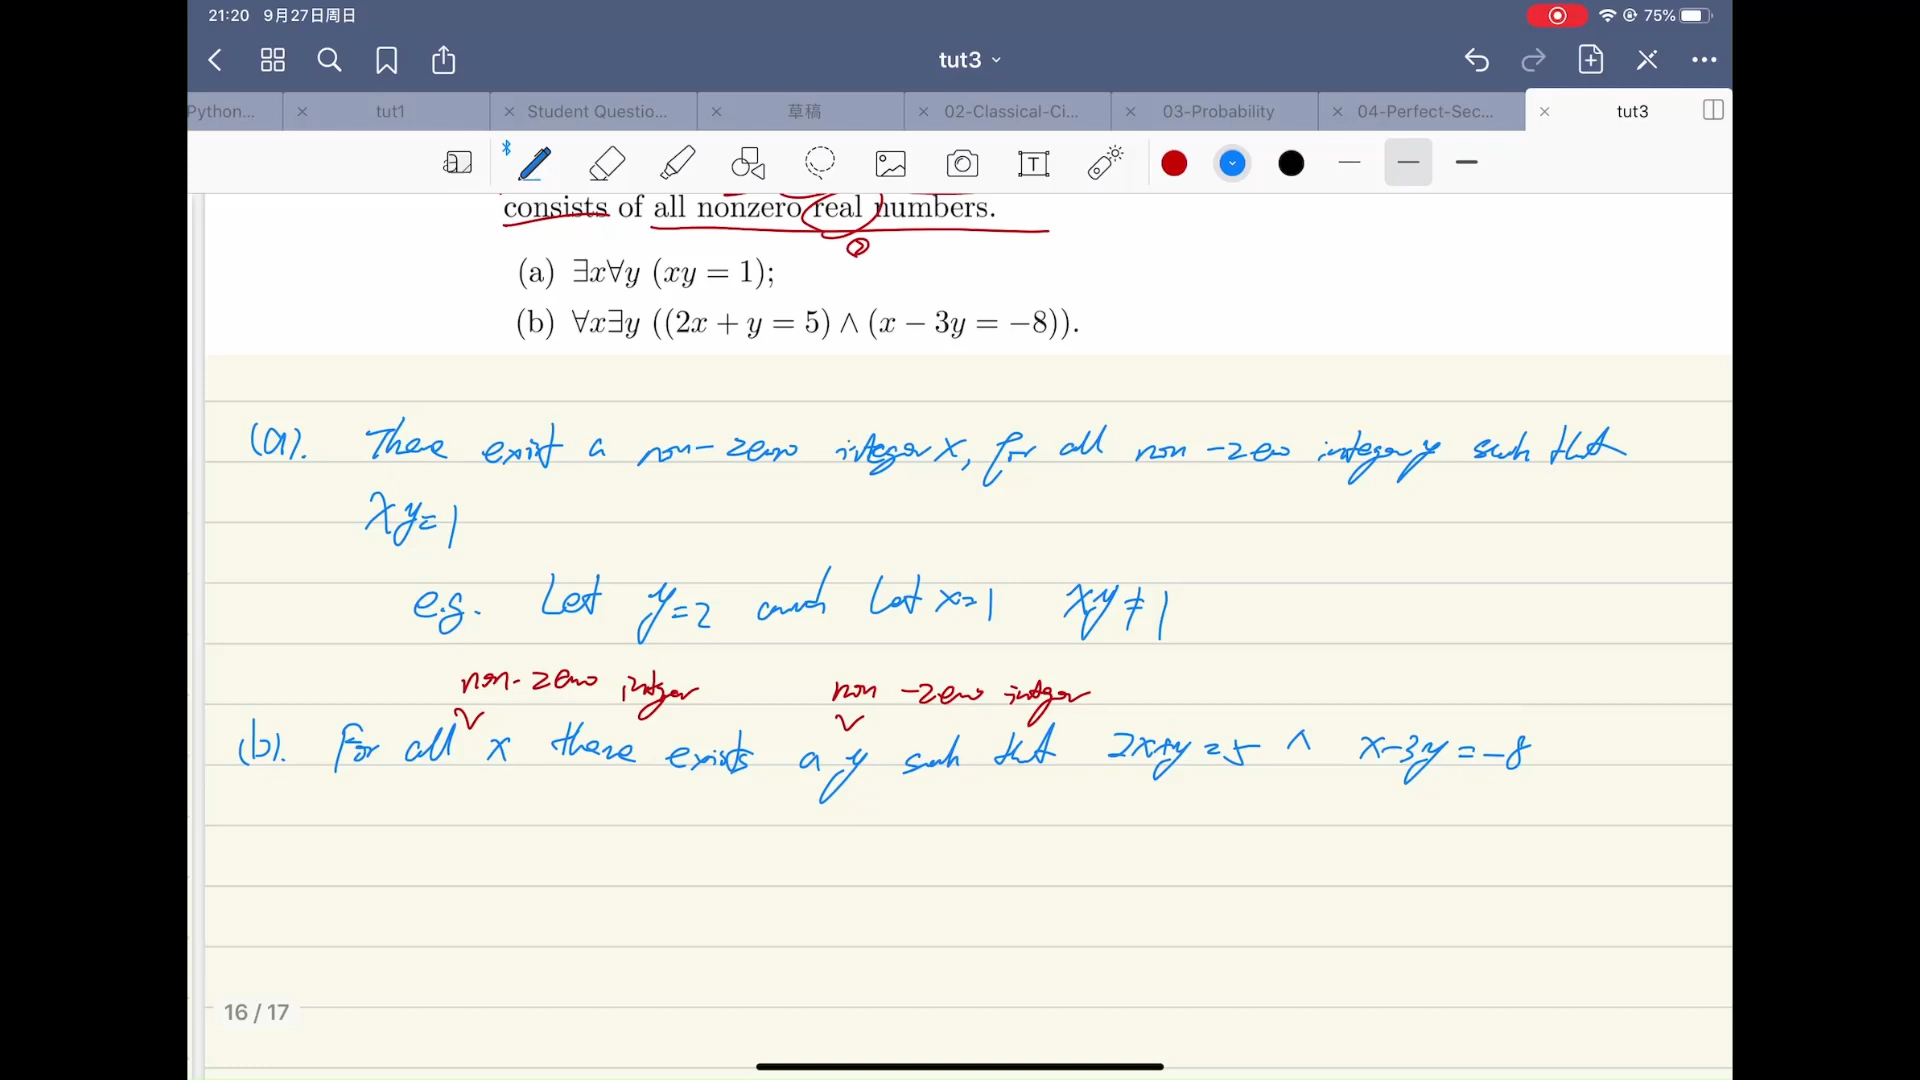 21:20 9月27日周日
75%
tut3
Python...
tut1
Student Questio...
草稿
02-Classical-Ci...
03-Probability
04-Perfect-Sec...
tut3
consists of all nonzero real numbers.
(a) ∃x∀y (xy = 1);
(b) ∀x∃y ((2x + y = 5) ∧ (x − 3y = −8)).
(a). There exist a non-zero integer x, for all non-zero integer y such that
xy=1
e.g. Let y=2 and Let x=1 xy≠1
non-zero integer non-zero integer
(b). For all x there exists a y such that 2x+y=5 ∧ x-3y=-8
16 / 17